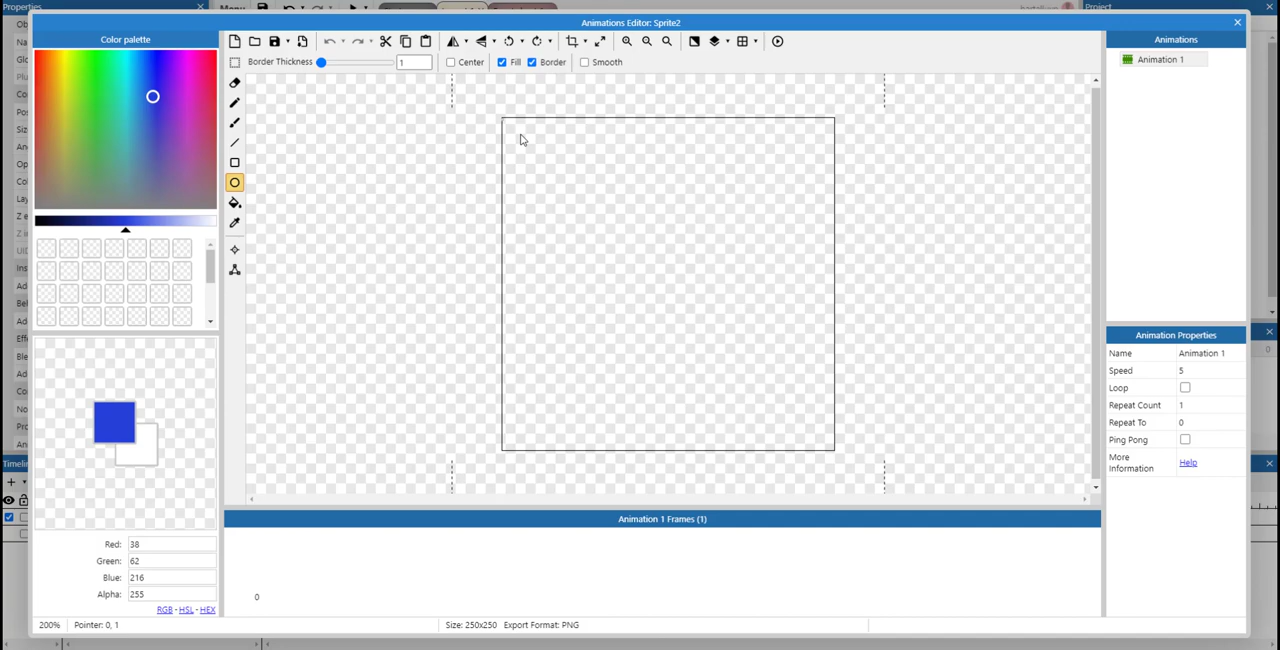 Properties
Menu
Project
Animations Editor: Sprite2
Color palette
Border Thickness
1
Center
Fill
Border
Smooth
Animations
Animation 1
Animation Properties
Name Animation 1
Speed 5
Loop
Repeat Count 1
Repeat To 0
Ping Pong
More
Information
Help
Red: 38
Green: 62
Blue: 216
Alpha: 255
RGB - HSL - HEX
Animation 1 Frames (1)
0
200%
Pointer: 0, 1
Size: 250x250 Export Format: PNG